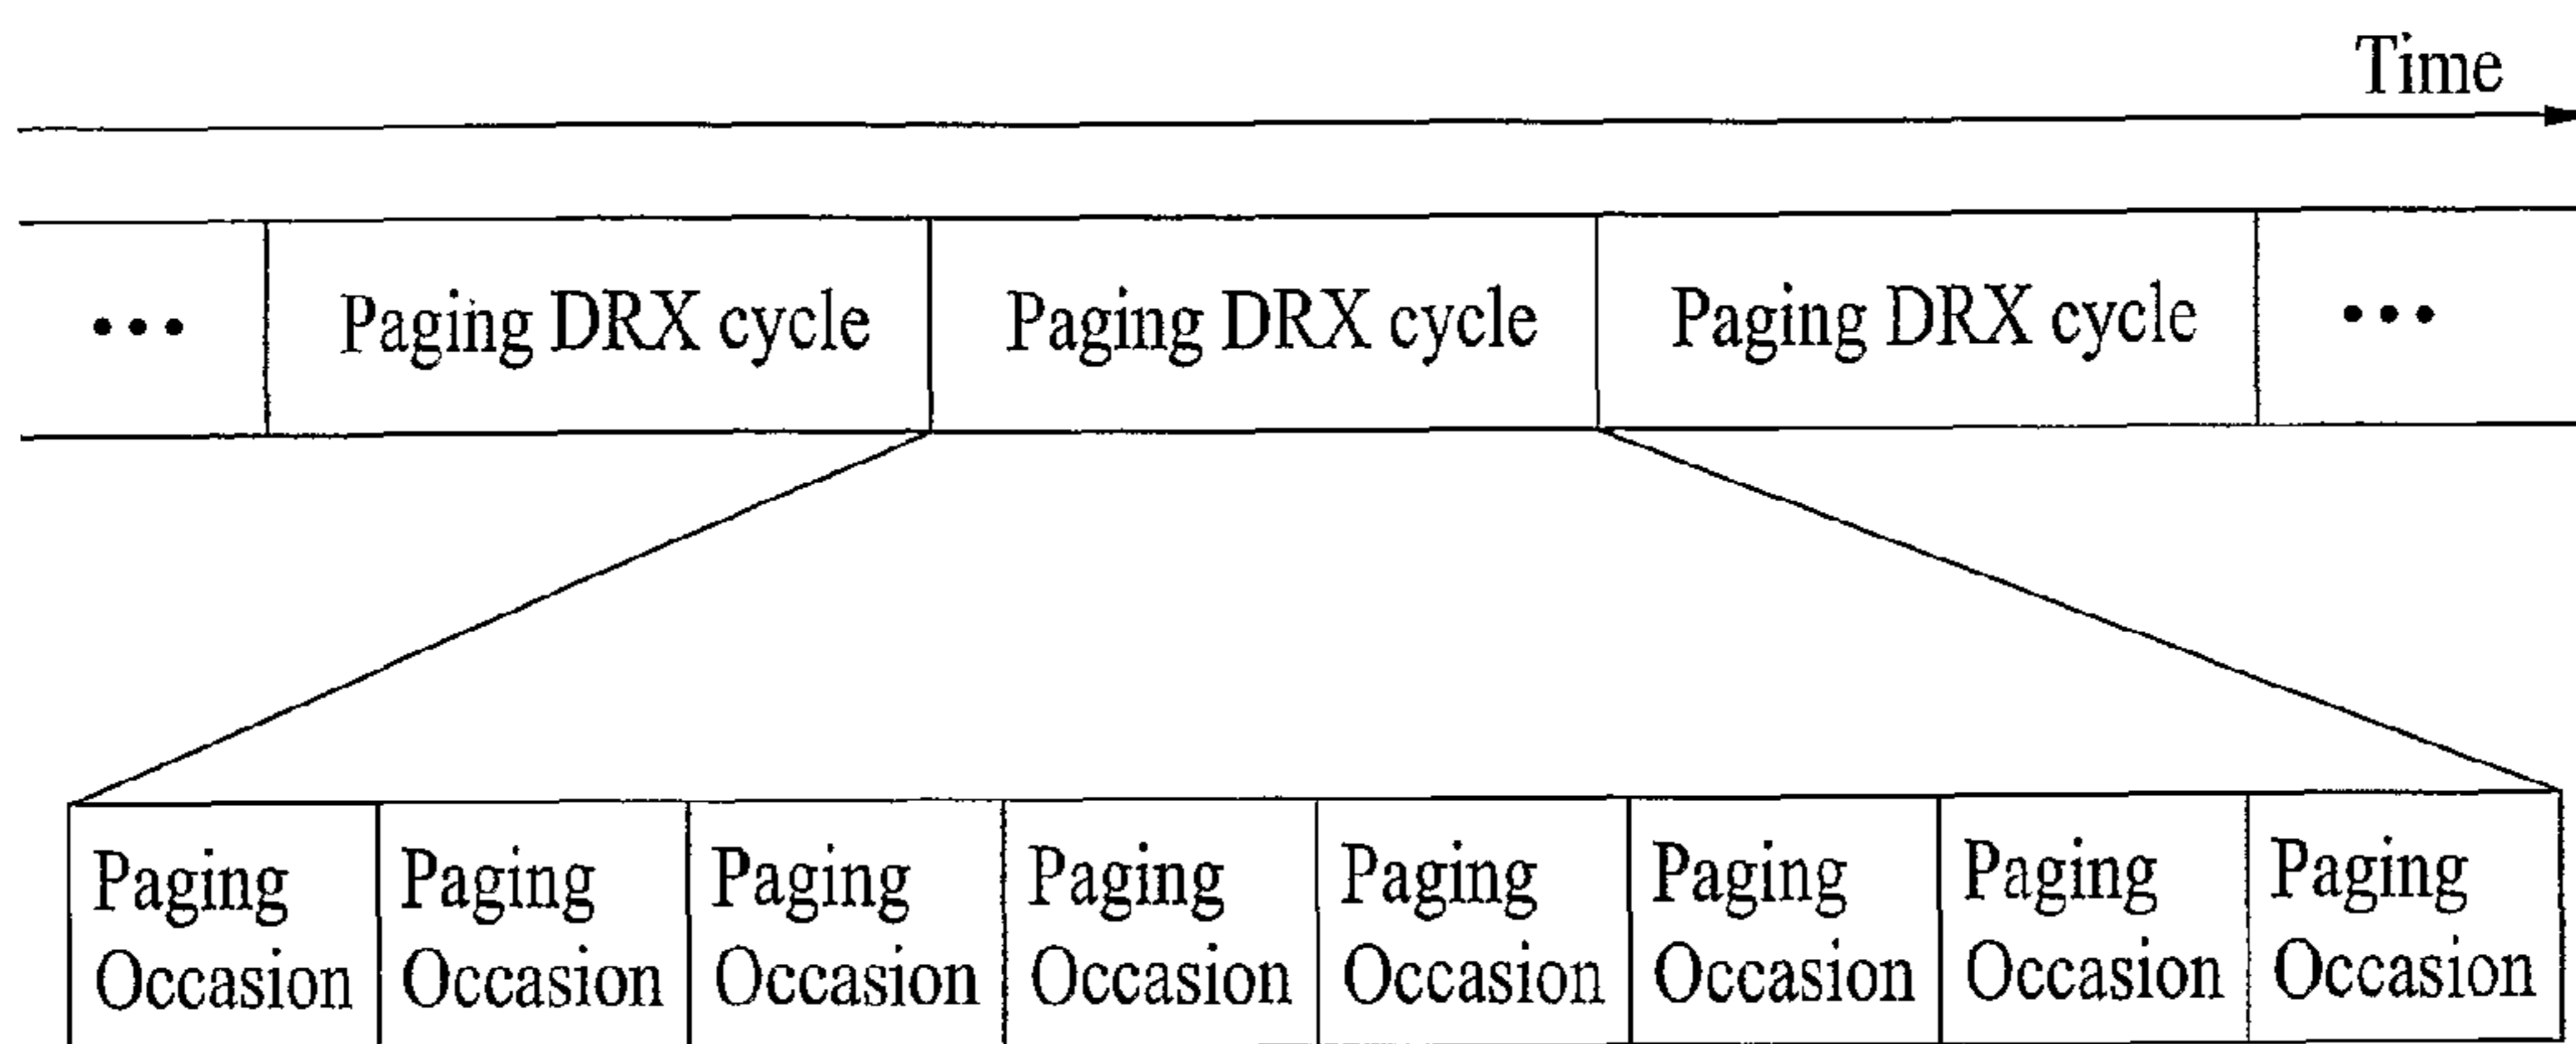 Time
••• Paging DRX cycle Paging DRX cycle Paging DRX cycle •••
Paging Paging Paging Paging Paging Paging Paging Paging
Occasion Occasion Occasion Occasion Occasion Occasion Occasion Occasion